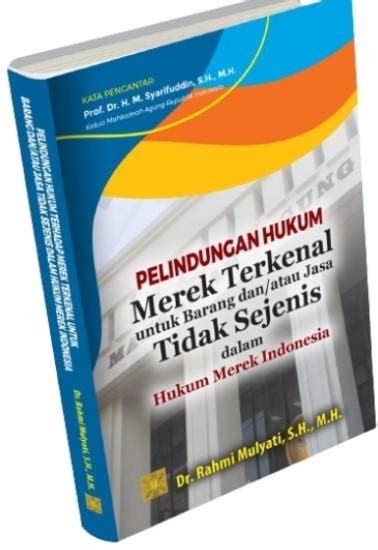 KATA PENGANTAR:
Prof. Dr. H. M. Syarifuddin, S.H., M.H.
Ketua Mahkamah Agung Republik Indonesia
PELINDUNGAN HUKUM
Merek Terkenal
untuk Barang dan/atau Jasa
Tidak Sejenis
dalam
Hukum Merek Indonesia
Dr. Rahmi Mulyati, S.H., M.H.
PELINDUNGAN HUKUM TERHADAP MEREK TERKENAL UNTUK
BARANG DAN/ATAU JASA TIDAK SEJENIS DALAM HUKUM MEREK INDONESIA
Dr. Rahmi Mulyati, S.H., M.H.